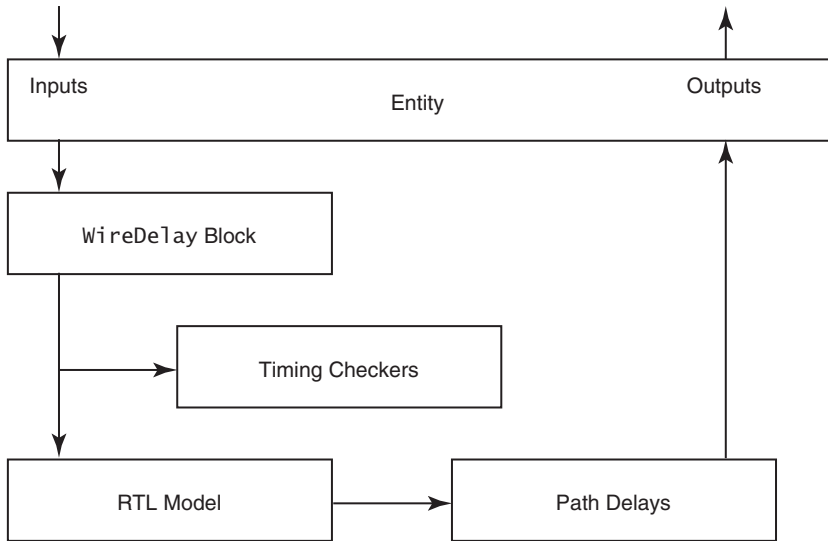 Inputs
Outputs
Entity
WireDelay Block
Timing Checkers
RTL Model
Path Delays